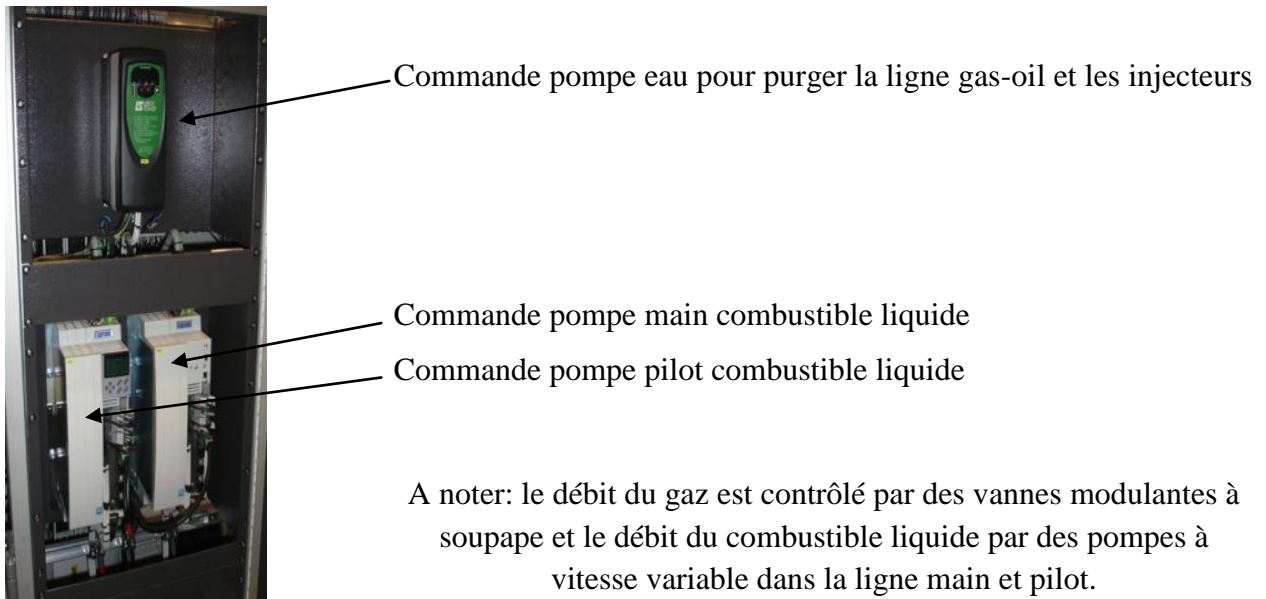 Commande pompe eau pour purger la ligne gas-oil et les injecteurs
Commande pompe main combustible liquide
Commande pompe pilot combustible liquide
A noter: le débit du gaz est contrôlé par des vannes modulantes à
soupape et le débit du combustible liquide par des pompes à
vitesse variable dans la ligne main et pilot.